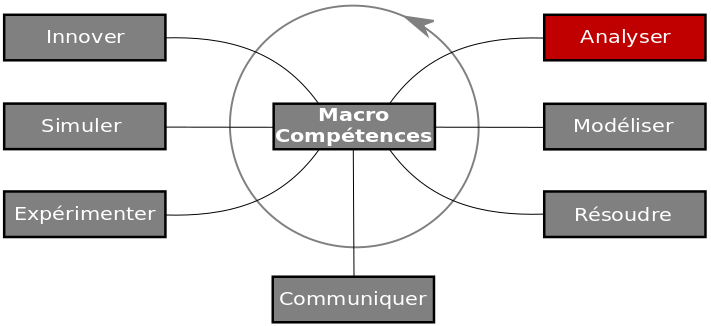 Innover
Analyser
Macro
Compétences
Simuler
Modéliser
Expérimenter
Résoudre
Communiquer